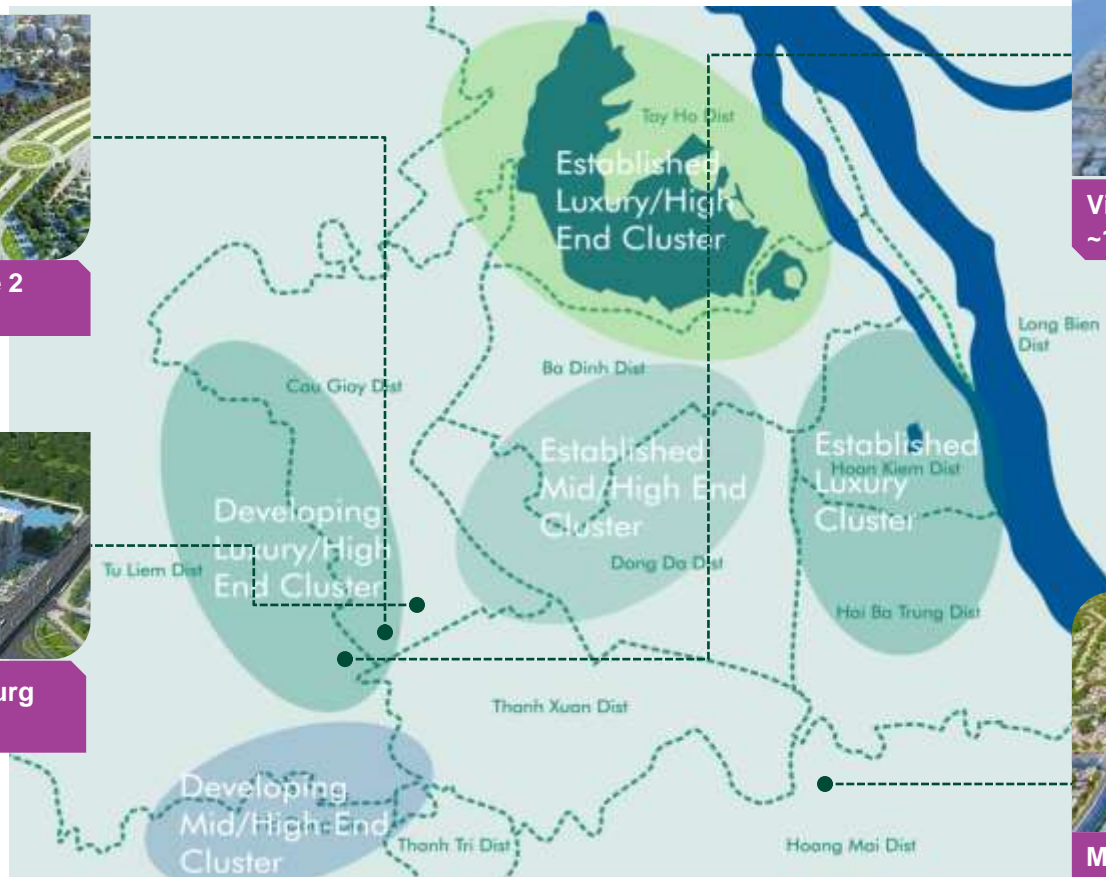 Tay Ho Dist
Established
Luxury/High
End Cluster
2
Long Bien
Dist
Ba Dinh Dist
Cau Giay Dist
Established
Mid/High End
Cluster
Established
Hoan Kiem Dist
Luxury
Cluster
Developing
Luxury/High
End Cluster
Tu Liem Dist
Dong Da Dist
Hai Ba Trung Dist
Thanh Xuan Dist
Developing
Mid/High End
Cluster
Thanh Tri Dist
Hoang Mai Dist